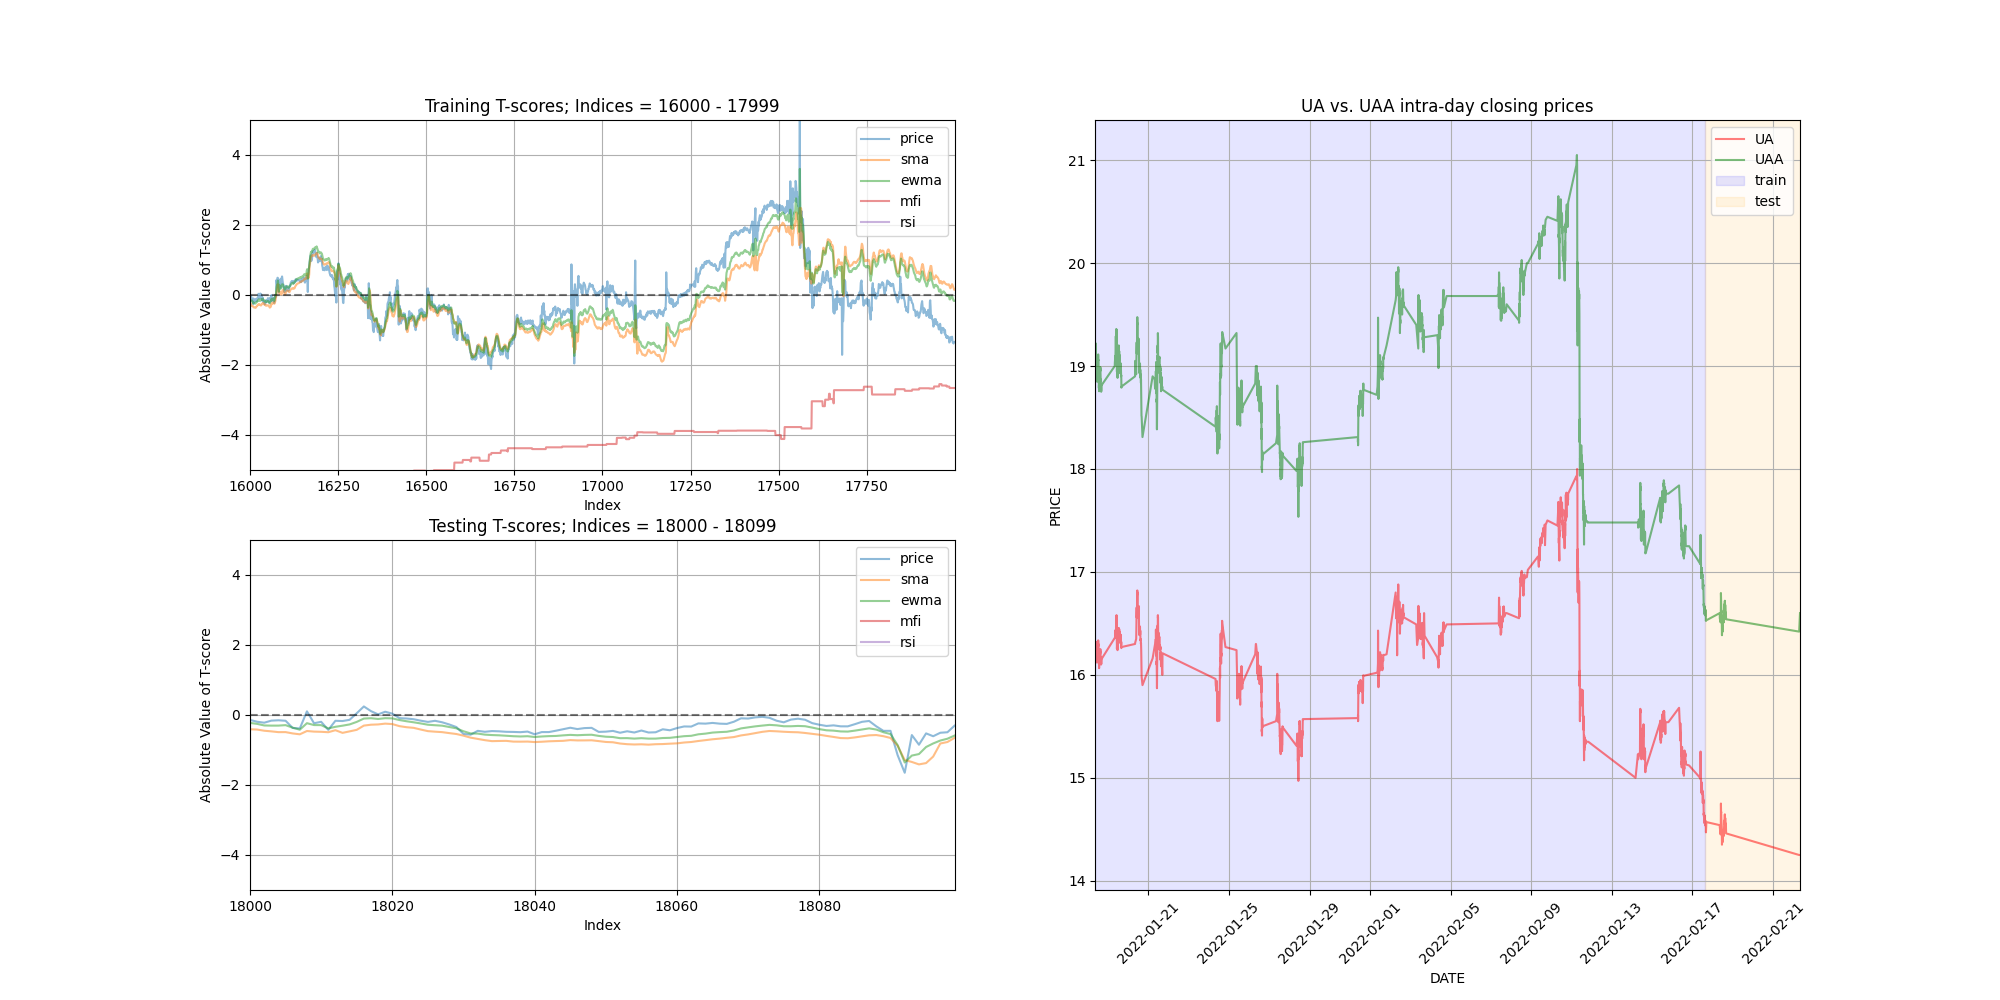 Training T-scores; Indices = 16000 - 17999
Absolute Value of T-score
4
2
0
−2
−4
price
sma
ewma
mfi
rsi
16000 16250 16500 16750 17000 17250 17500 17750
Index
Testing T-scores; Indices = 18000 - 18099
Absolute Value of T-score
4
2
0
−2
−4
price
sma
ewma
mfi
rsi
18000 18020 18040 18060 18080
Index
UA vs. UAA intra-day closing prices
PRICE
21
20
19
18
17
16
15
14
UA
UAA
train
test
2022-01-21 2022-01-25 2022-01-29 2022-02-01 2022-02-05 2022-02-09 2022-02-13 2022-02-17 2022-02-21
DATE